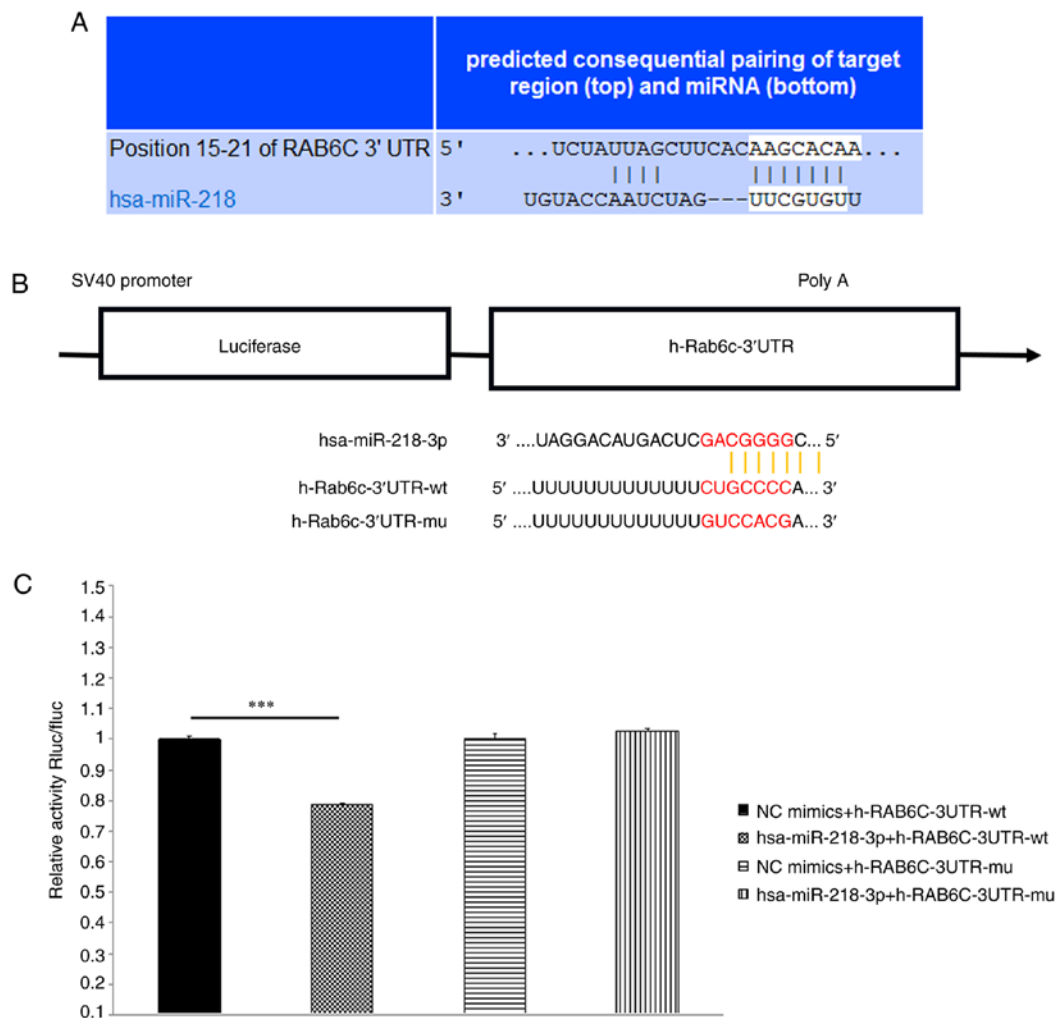 A
predicted consequential pairing of target
region (top) and miRNA (bottom)
Position 15-21 of RAB6C 3' UTR 5' ...UCUAUUAGCUUCACAAGCACAA...
hsa-miR-218 3' UGUACCAAUCUAG---UUCGUGUU
B
SV40 promoter Poly A
Luciferase h-Rab6c-3'UTR
hsa-miR-218-3p 3' ....UAGGACAUGACUCGACGGGGC... 5'
h-Rab6c-3'UTR-wt 5' ....UUUUUUUUUUUUUCUGCCCCA... 3'
h-Rab6c-3'UTR-mu 5' ....UUUUUUUUUUUUUGUCCACGA... 3'
C
Relative activity Rluc/fluc
1.5
1.4
1.3
1.2
1.1
1
0.9
0.8
0.7
0.6
0.5
0.4
0.3
0.2
0.1
***
NC mimics+h-RAB6C-3UTR-wt
hsa-miR-218-3p+h-RAB6C-3UTR-wt
NC mimics+h-RAB6C-3UTR-mu
hsa-miR-218-3p+h-RAB6C-3UTR-mu